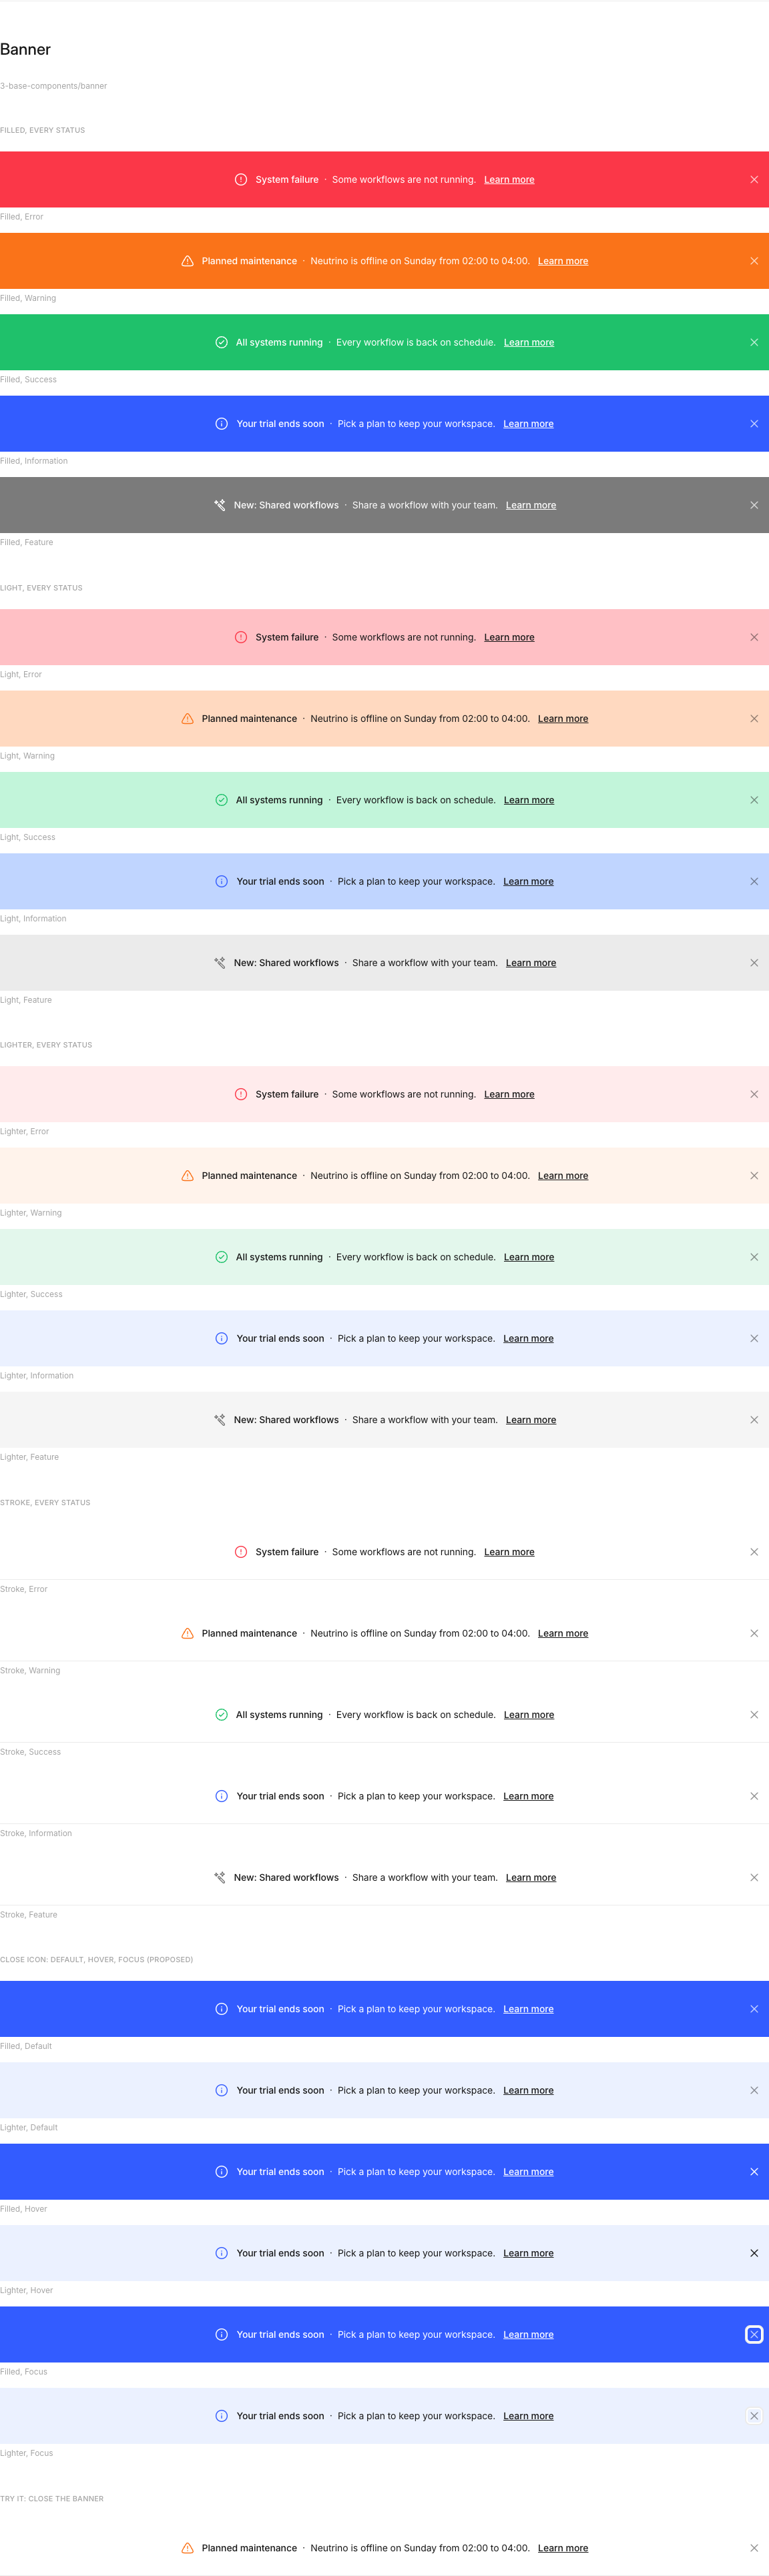 Banner
3-base-components/banner
FILLED, EVERY STATUS
System failure · Some workflows are not running. Learn more
Filled, Error
Planned maintenance · Neutrino is offline on Sunday from 02:00 to 04:00. Learn more
Filled, Warning
All systems running · Every workflow is back on schedule. Learn more
Filled, Success
Your trial ends soon · Pick a plan to keep your workspace. Learn more
Filled, Information
New: Shared workflows · Share a workflow with your team. Learn more
Filled, Feature
LIGHT, EVERY STATUS
System failure · Some workflows are not running. Learn more
Light, Error
Planned maintenance · Neutrino is offline on Sunday from 02:00 to 04:00. Learn more
Light, Warning
All systems running · Every workflow is back on schedule. Learn more
Light, Success
Your trial ends soon · Pick a plan to keep your workspace. Learn more
Light, Information
New: Shared workflows · Share a workflow with your team. Learn more
Light, Feature
LIGHTER, EVERY STATUS
System failure · Some workflows are not running. Learn more
Lighter, Error
Planned maintenance · Neutrino is offline on Sunday from 02:00 to 04:00. Learn more
Lighter, Warning
All systems running · Every workflow is back on schedule. Learn more
Lighter, Success
Your trial ends soon · Pick a plan to keep your workspace. Learn more
Lighter, Information
New: Shared workflows · Share a workflow with your team. Learn more
Lighter, Feature
STROKE, EVERY STATUS
System failure · Some workflows are not running. Learn more
Stroke, Error
Planned maintenance · Neutrino is offline on Sunday from 02:00 to 04:00. Learn more
Stroke, Warning
All systems running · Every workflow is back on schedule. Learn more
Stroke, Success
Your trial ends soon · Pick a plan to keep your workspace. Learn more
Stroke, Information
New: Shared workflows · Share a workflow with your team. Learn more
Stroke, Feature
CLOSE ICON: DEFAULT, HOVER, FOCUS (PROPOSED)
Your trial ends soon · Pick a plan to keep your workspace. Learn more
Filled, Default
Your trial ends soon · Pick a plan to keep your workspace. Learn more
Lighter, Default
Your trial ends soon · Pick a plan to keep your workspace. Learn more
Filled, Hover
Your trial ends soon · Pick a plan to keep your workspace. Learn more
Lighter, Hover
Your trial ends soon · Pick a plan to keep your workspace. Learn more
Filled, Focus
Your trial ends soon · Pick a plan to keep your workspace. Learn more
Lighter, Focus
TRY IT: CLOSE THE BANNER
Planned maintenance · Neutrino is offline on Sunday from 02:00 to 04:00. Learn more